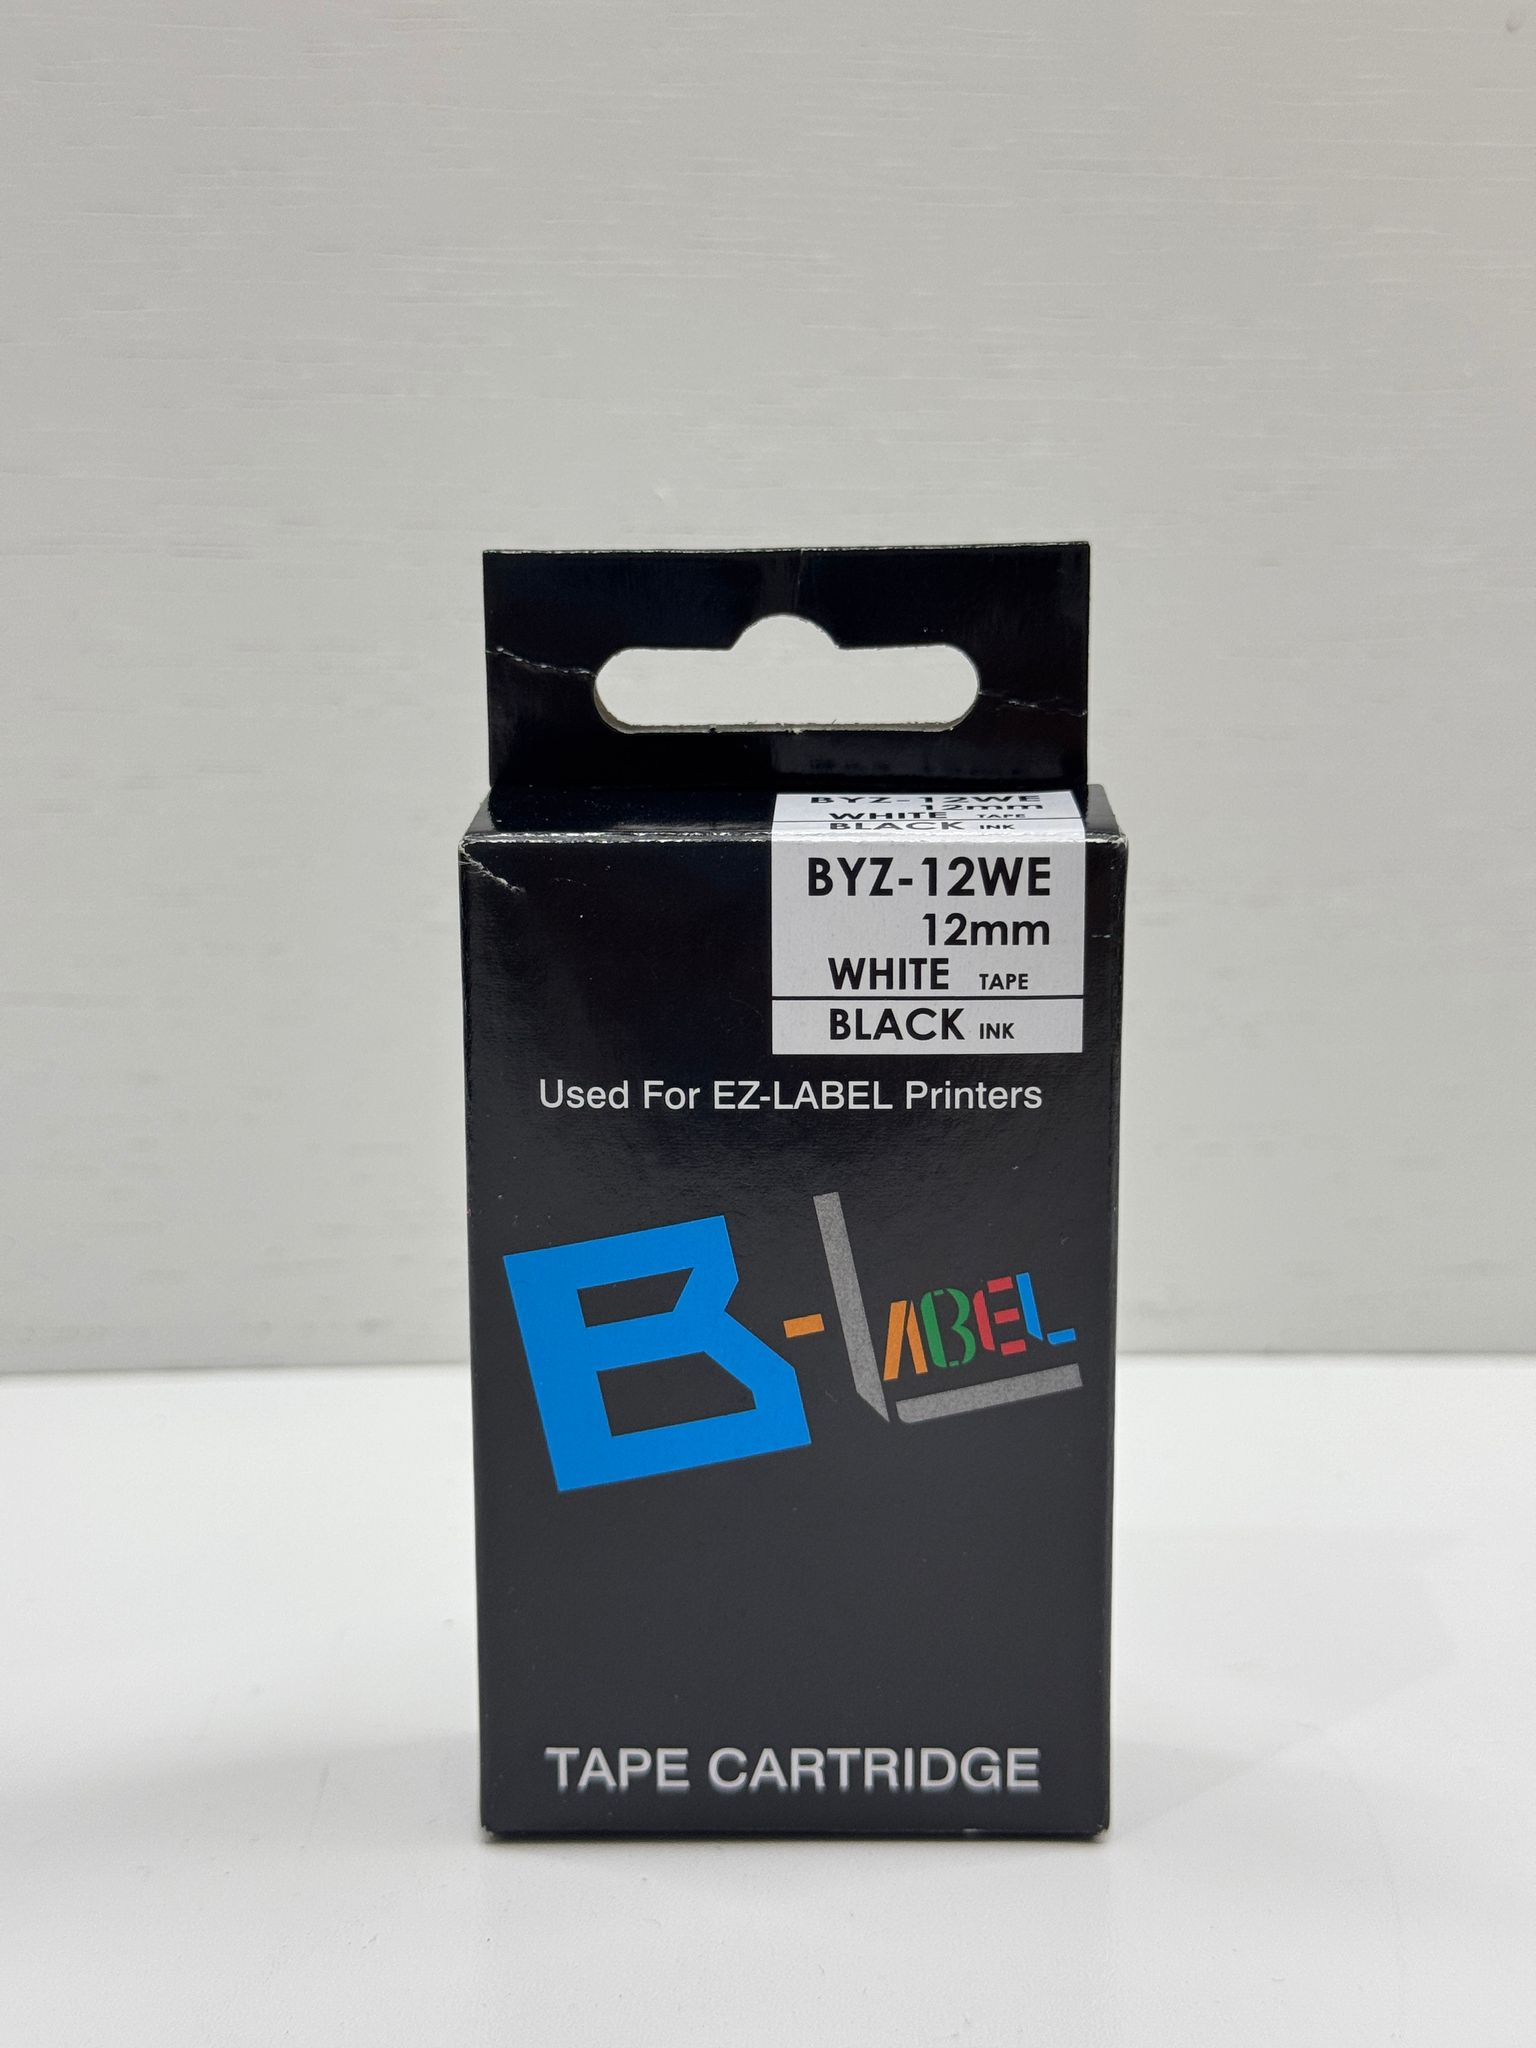 BYZ-12WE
12mm
WHITE TAPE
BLACK INK
BYZ-12WE
12mm
WHITE TAPE
BLACK INK
Used For EZ-LABEL Printers
B-LABEL
TAPE CARTRIDGE